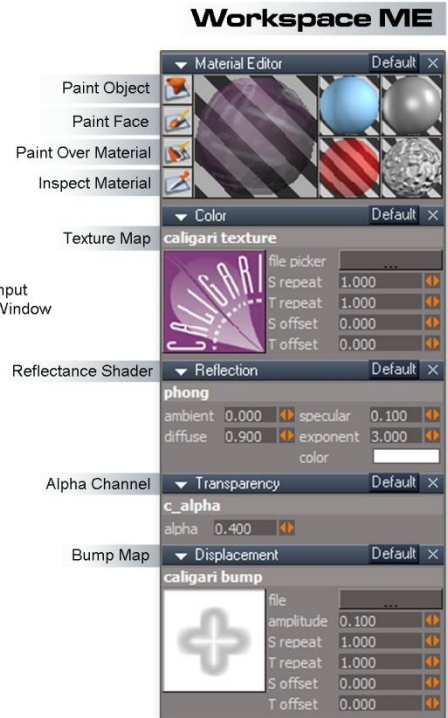 Workspace ME
Material Editor Default
Paint Object
Paint Face
Paint Over Material
Inspect Material
Color Default
Texture Map
caligari texture
CALIGARI
file picker ...
S repeat 1.000
T repeat 1.000
S offset 0.000
T offset 0.000
Window
Reflectance Shader
Reflection Default
phong
ambient 0.000 specular 0.100
diffuse 0.900 exponent 3.000
color
Alpha Channel
Transparency Default
c_alpha
alpha 0.400
Bump Map
Displacement Default
caligari bump
file ...
amplitude 0.100
S repeat 1.000
T repeat 1.000
S offset 0.000
T offset 0.000